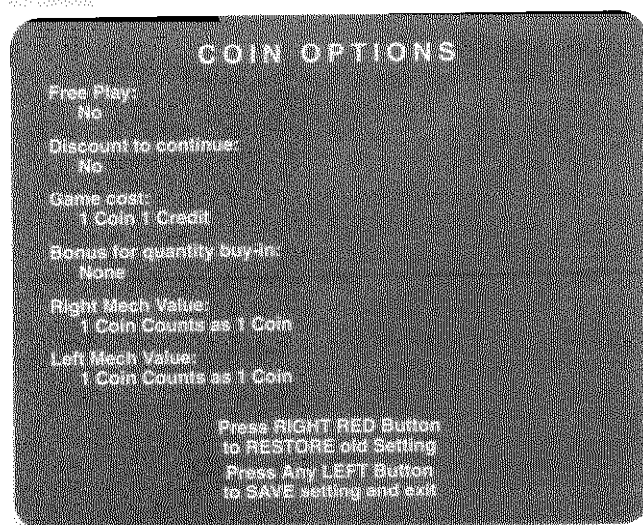 COIN OPTIONS
Free Play:
No
Discount to continue:
No
Game cost:
1 Coin 1 Credit
Bonus for quantity buy-in:
None
Right Mech Value:
1 Coin Counts as 1 Coin
Left Mech Value:
1 Coin Counts as 1 Coin
Press RIGHT RED Button
to RESTORE old Setting
Press Any LEFT Button
to SAVE setting and exit